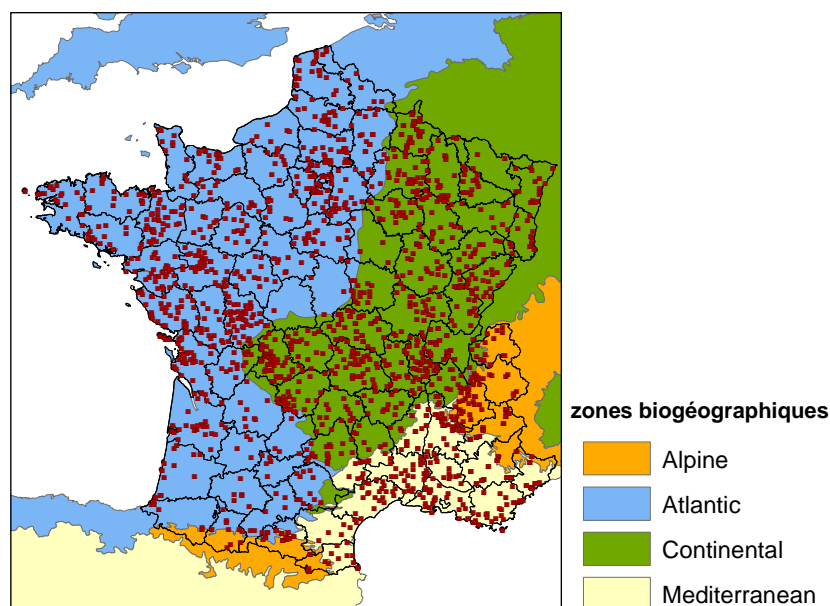 zones biogéographiques
Alpine
Atlantic
Continental
Mediterranean